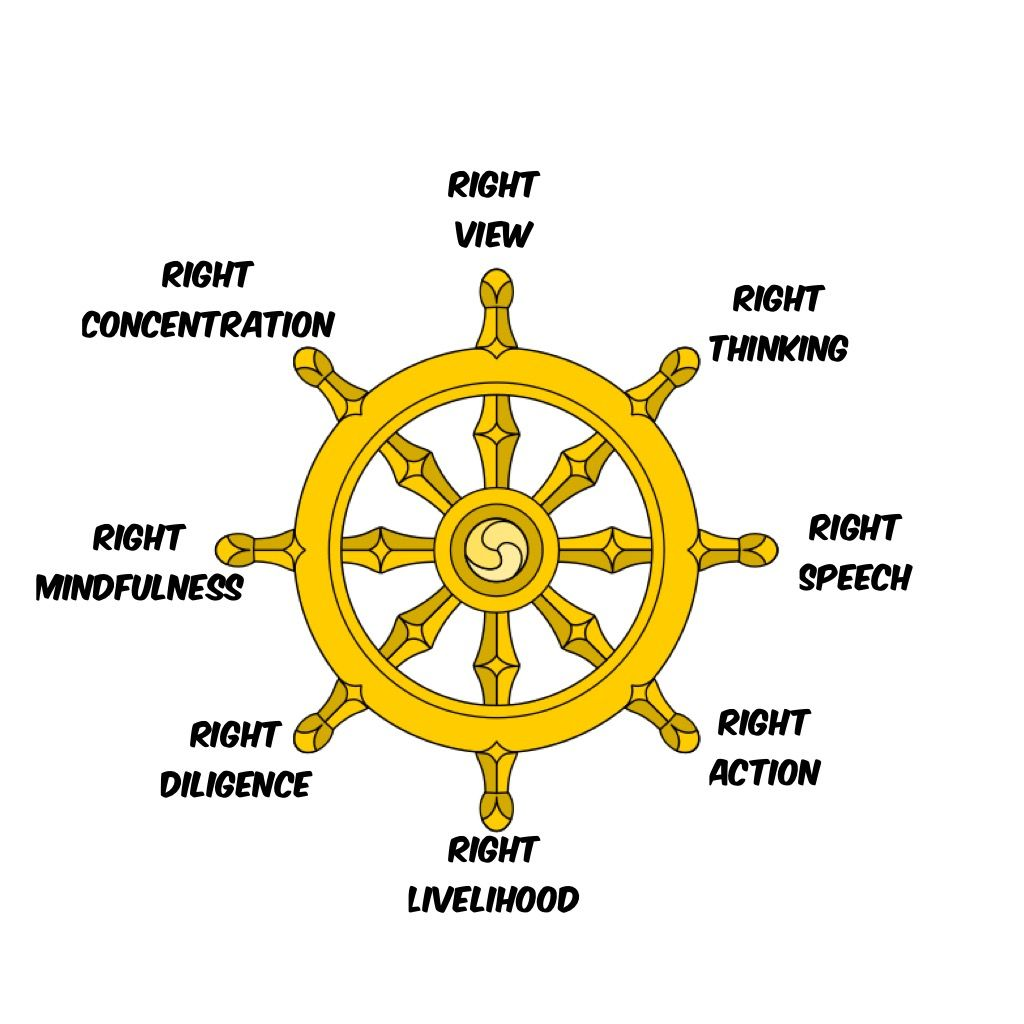 RIGHT
VIEW
RIGHT
THINKING
RIGHT
SPEECH
RIGHT
ACTION
RIGHT
LIVELIHOOD
RIGHT
DILIGENCE
RIGHT
MINDFULNESS
RIGHT
CONCENTRATION